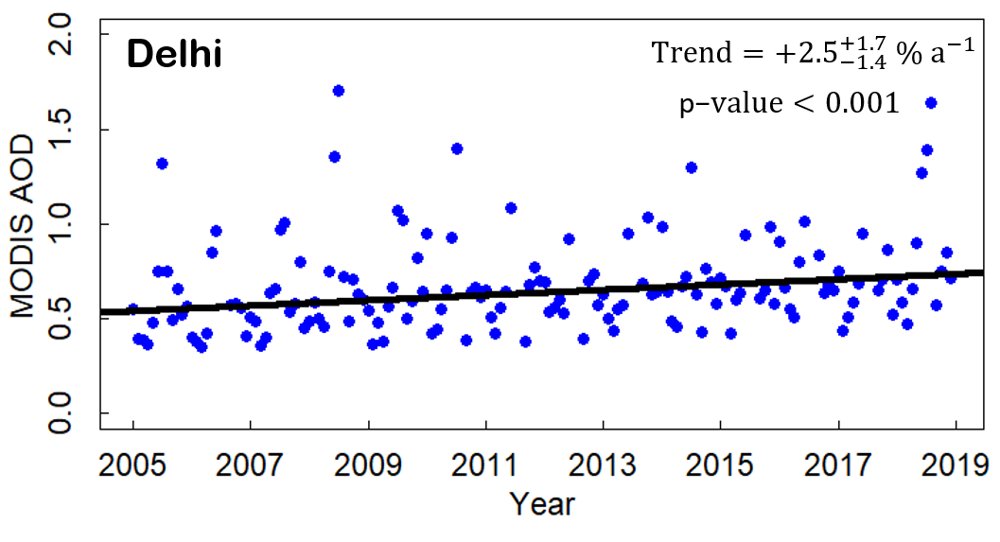 Delhi
Trend = +2.5 +1.7 −1.4 % a−1
p−value < 0.001
MODIS AOD
2.0
1.5
1.0
0.5
0.0
2005 2007 2009 2011 2013 2015 2017 2019
Year